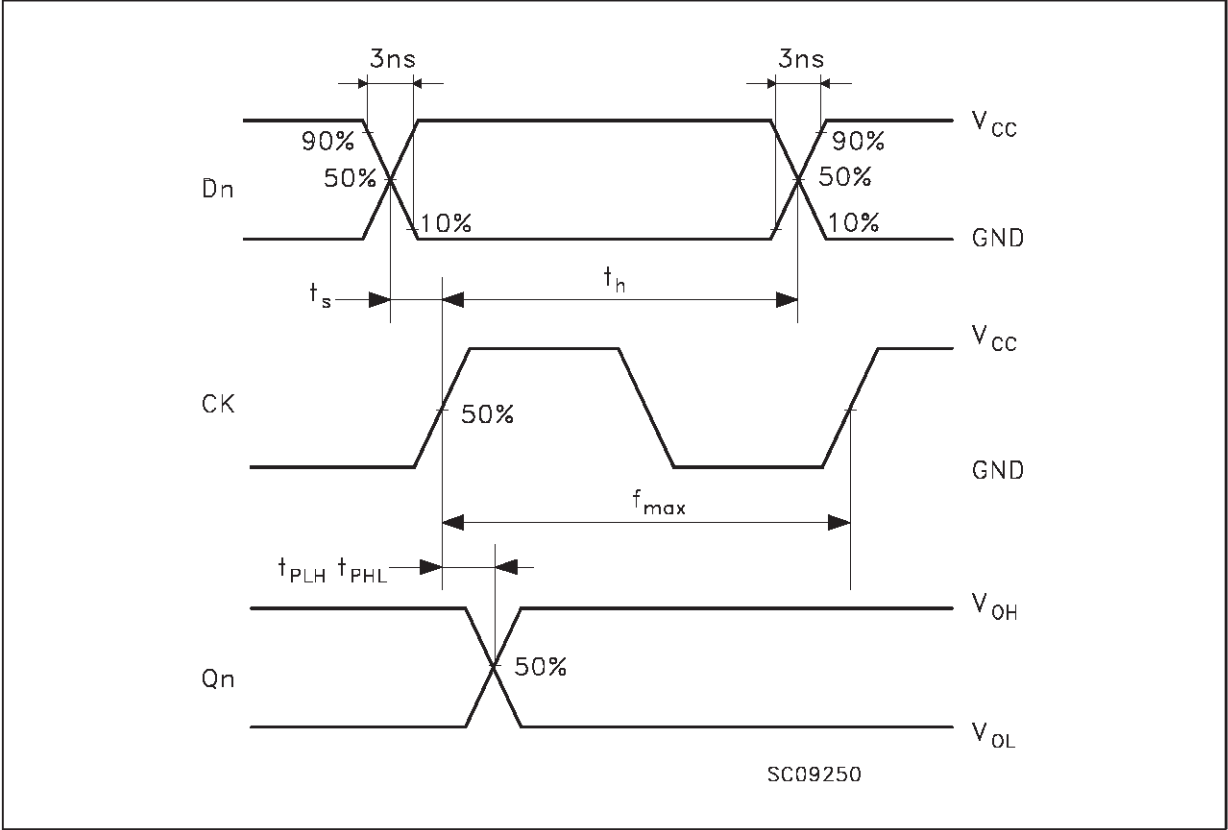 3ns 3ns
90% 90% V_CC
50% 50%
Dn
10% 10%
GND
t_s t_h
V_CC
CK
50%
GND
f_max
t_PLH t_PHL
V_OH
50%
Qn
V_OL
SC09250